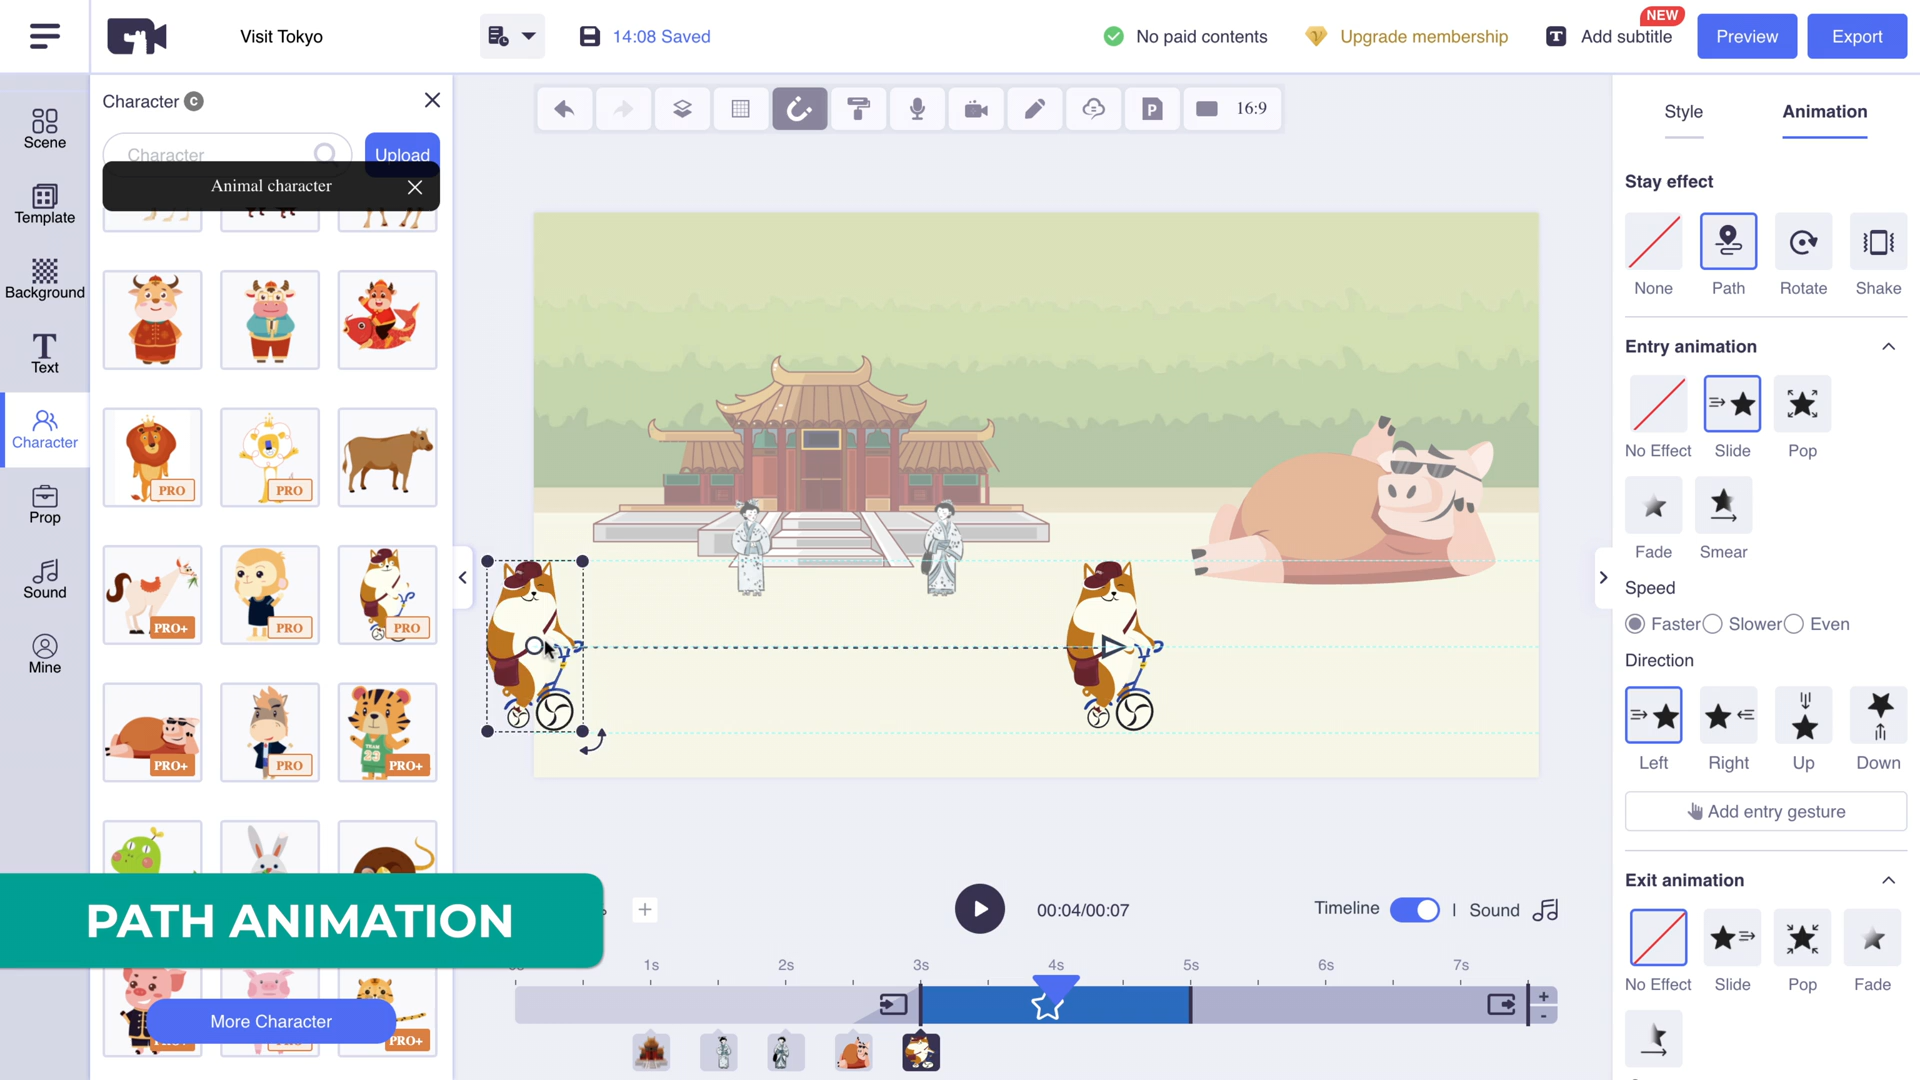 Visit Tokyo
14:08 Saved
No paid contents
Upgrade membership
T
Add subtitle
NEW
Preview
Export
Character C
Character
Upload
Animal character
Scene
Template
Background
Text
Character
Prop
Sound
Mine
P
16:9
PRO
PRO
PRO+
PRO
PRO
TEAM
23
PRO+
PRO
PRO+
PRO+
More Character
PATH ANIMATION
00:04/00:07
Timeline
Sound
1s
2s
3s
4s
5s
6s
7s
+
-
Style
Animation
Stay effect
None
Path
Rotate
Shake
Entry animation
No Effect
Slide
Pop
Fade
Smear
Speed
Faster
Slower
Even
Direction
Left
Right
Up
Down
Add entry gesture
Exit animation
No Effect
Slide
Pop
Fade